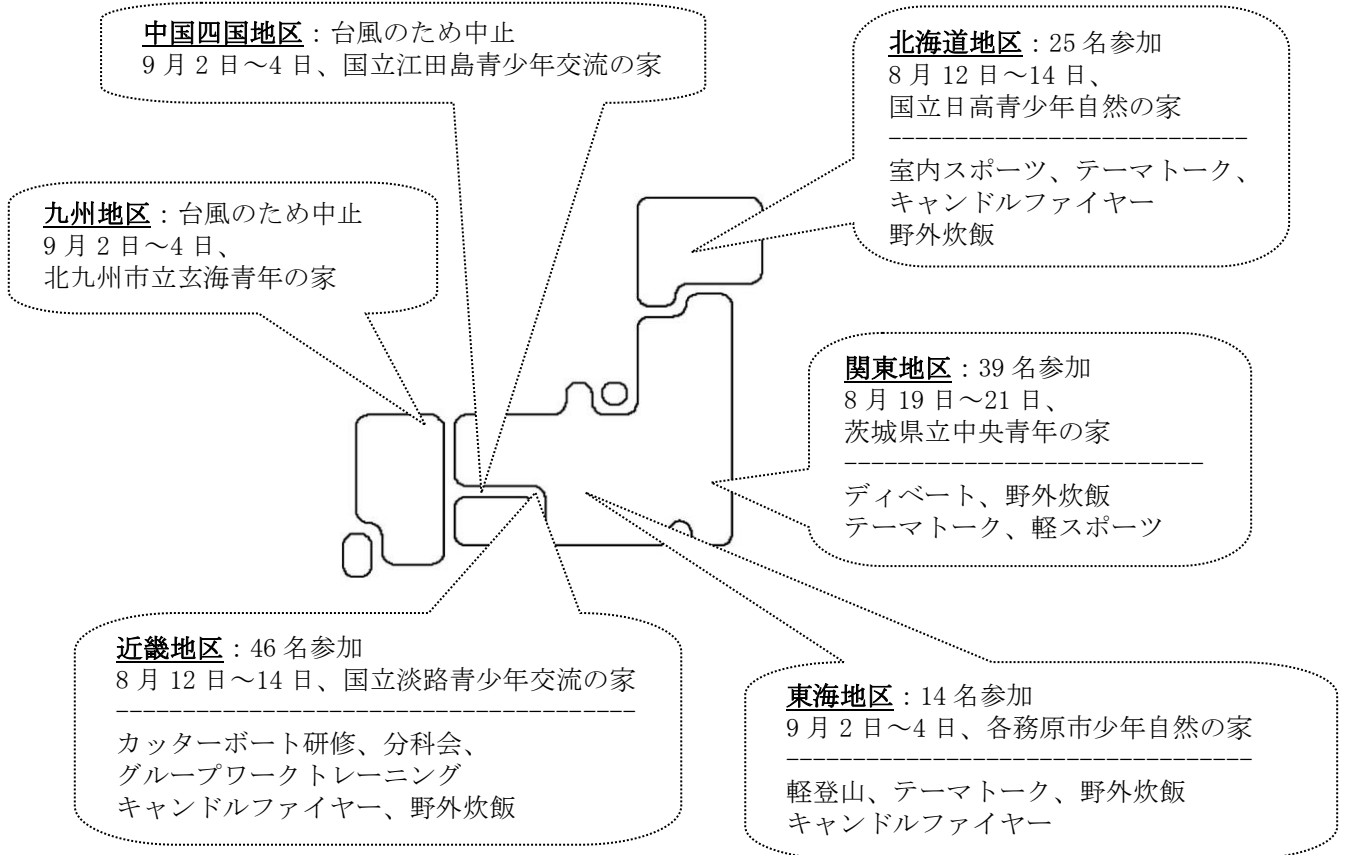 中国四国地区：台風のため中止
9月2日～4日、国立江田島青少年交流の家
北海道地区：25名参加
8月12日～14日、
国立日高青少年自然の家
---------------------------
室内スポーツ、テーマトーク、
キャンドルファイヤー
野外炊飯
九州地区：台風のため中止
9月2日～4日、
北九州市立玄海青年の家
関東地区：39名参加
8月19日～21日、
茨城県立中央青年の家
---------------------------
ディベート、野外炊飯
テーマトーク、軽スポーツ
近畿地区：46名参加
8月12日～14日、国立淡路青少年交流の家
---------------------------------------
カッターボート研修、分科会、
グループワークトレーニング
キャンドルファイヤー、野外炊飯
東海地区：14名参加
9月2日～4日、各務原市少年自然の家
-----------------------------------
軽登山、テーマトーク、野外炊飯
キャンドルファイヤー